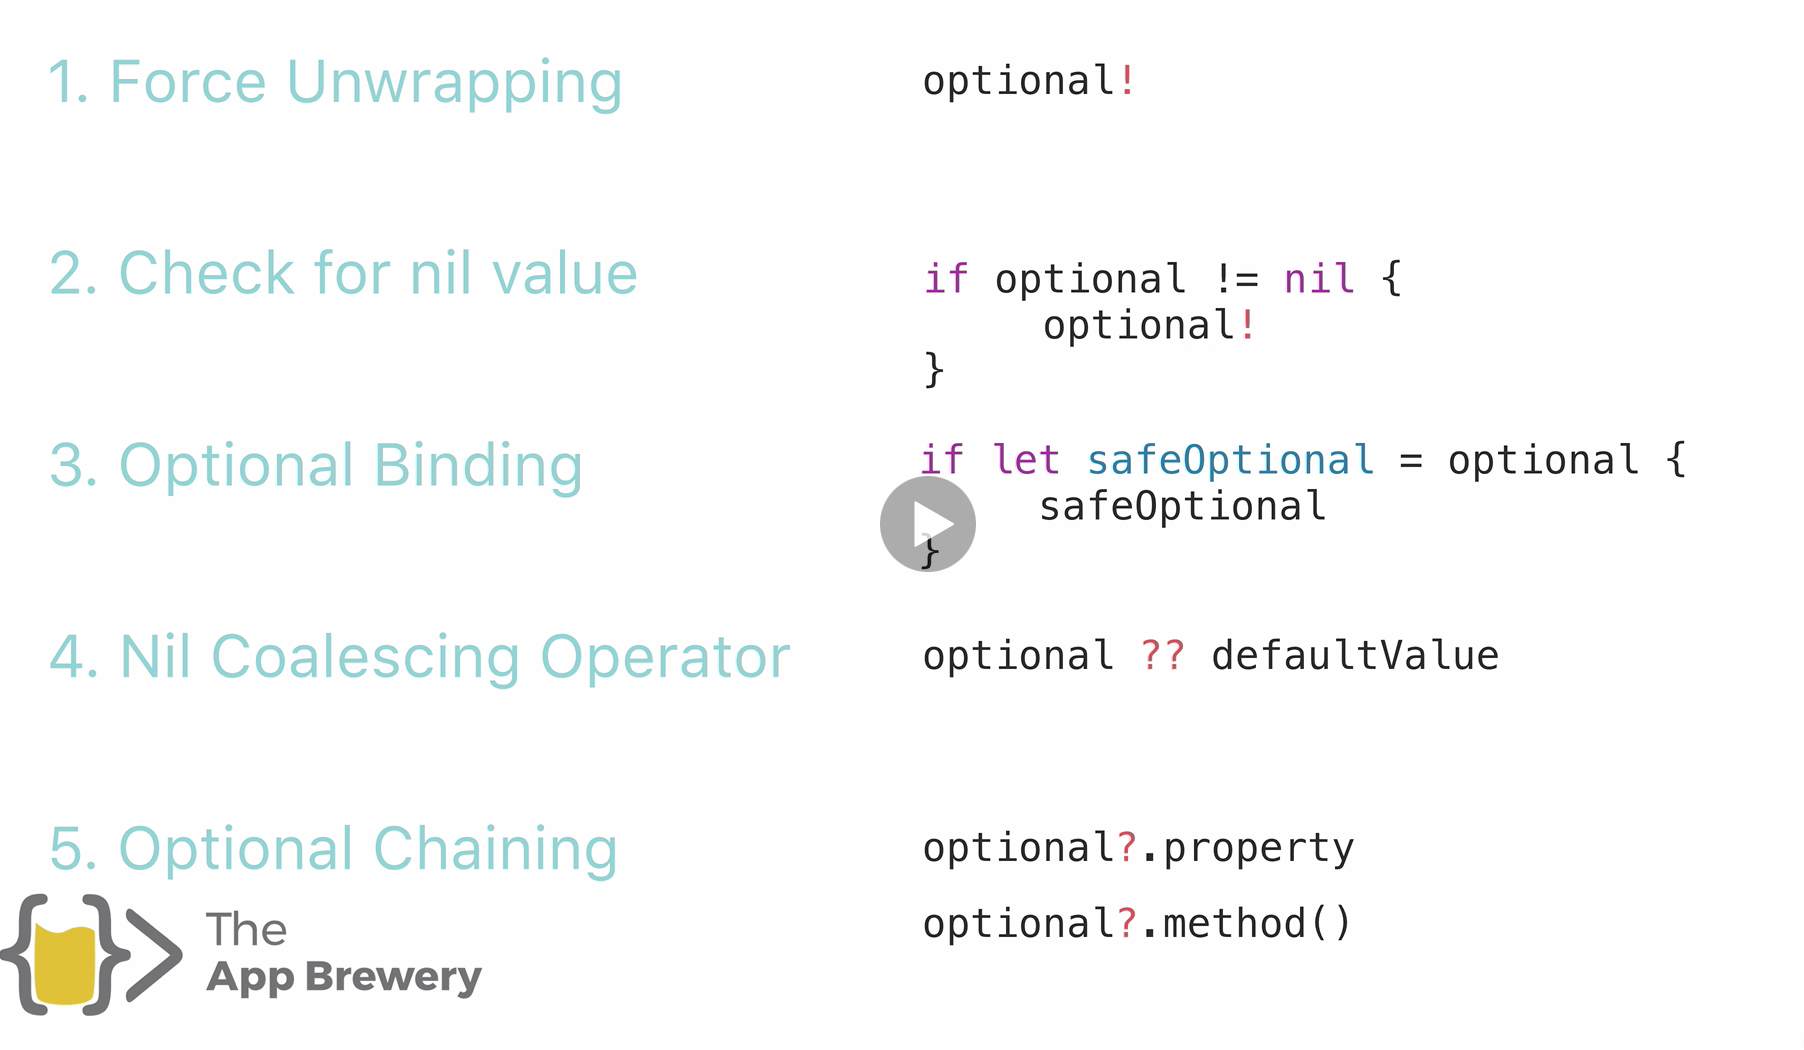 1. Force Unwrapping
optional!
2. Check for nil value
if optional != nil {
optional!
}
3. Optional Binding
if let safeOptional = optional {
safeOptional
}
4. Nil Coalescing Operator
optional ?? defaultValue
5. Optional Chaining
optional?.property
optional?.method()
The
App Brewery